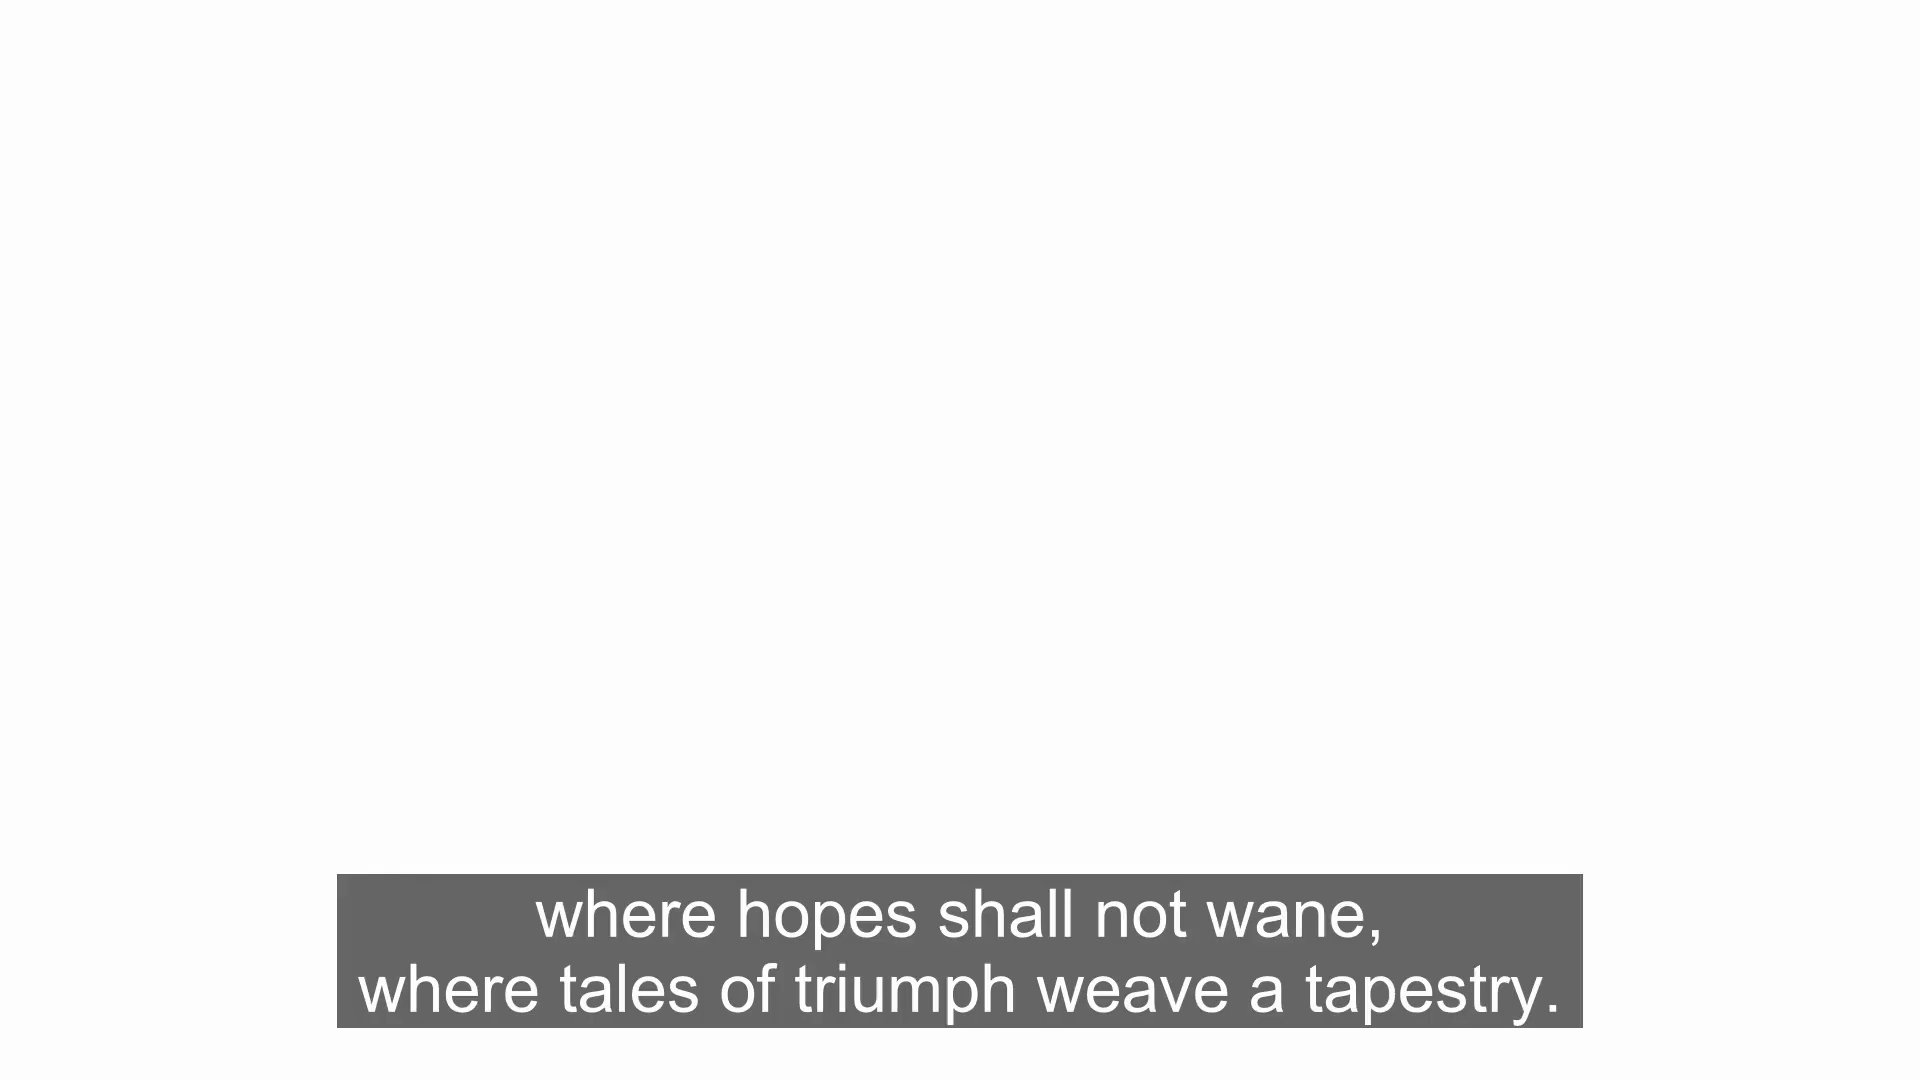 where hopes shall not wane,
where tales of triumph weave a tapestry.